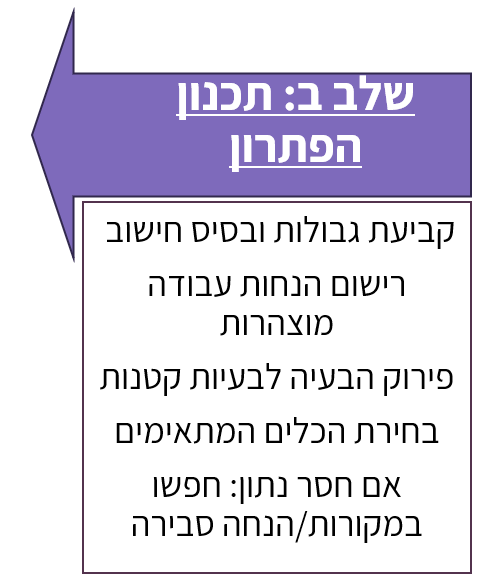 שלב ב: תכנון
הפתרון
קביעת גבולות ובסיס חישוב
רישום הנחות עבודה
מוצהרות
פירוק הבעיה לבעיות קטנות
בחירת הכלים המתאימים
אם חסר נתון: חפשו
במקורות/הנחה סבירה